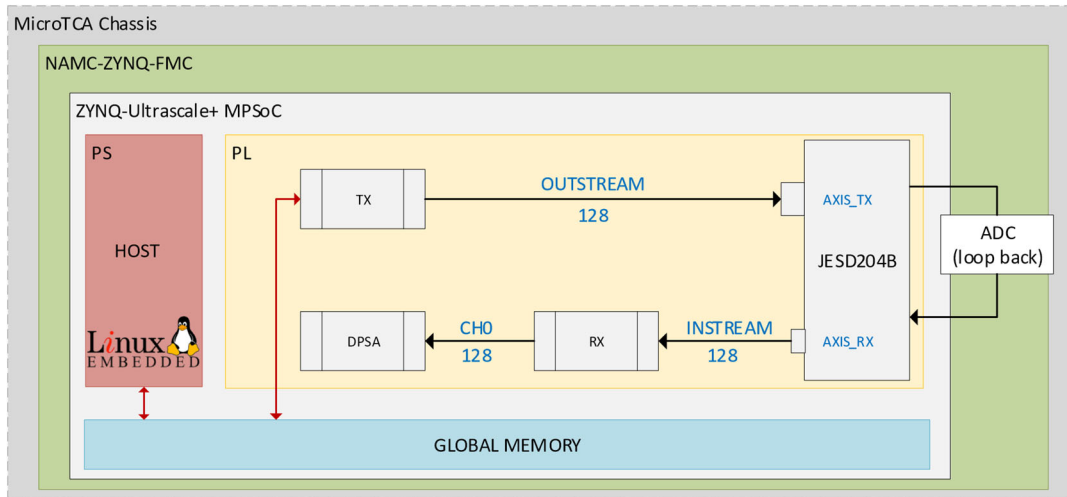 MicroTCA Chassis
NAMC-ZYNQ-FMC
ZYNQ-Ultrascale+ MPSoC
PS
PL
TX
OUTSTREAM
128
AXIS_TX
HOST
JESD204B
ADC
(loop back)
Linux
EMBEDDED
DPSA
CH0
128
RX
INSTREAM
128
AXIS_RX
GLOBAL MEMORY